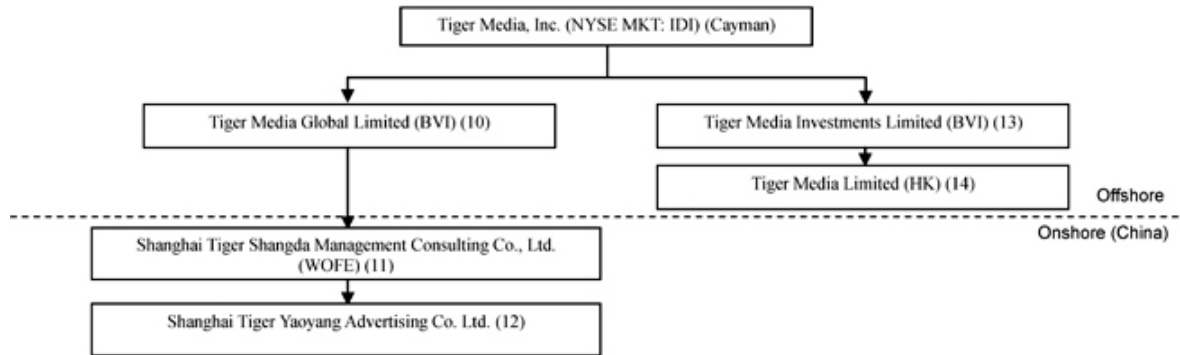 Tiger Media, Inc. (NYSE MKT: IDI) (Cayman)
Tiger Media Global Limited (BVI) (10)
Tiger Media Investments Limited (BVI) (13)
Tiger Media Limited (HK) (14)
Offshore
Onshore (China)
Shanghai Tiger Shangda Management Consulting Co., Ltd.
(WOFE) (11)
Shanghai Tiger Yaoyang Advertising Co. Ltd. (12)